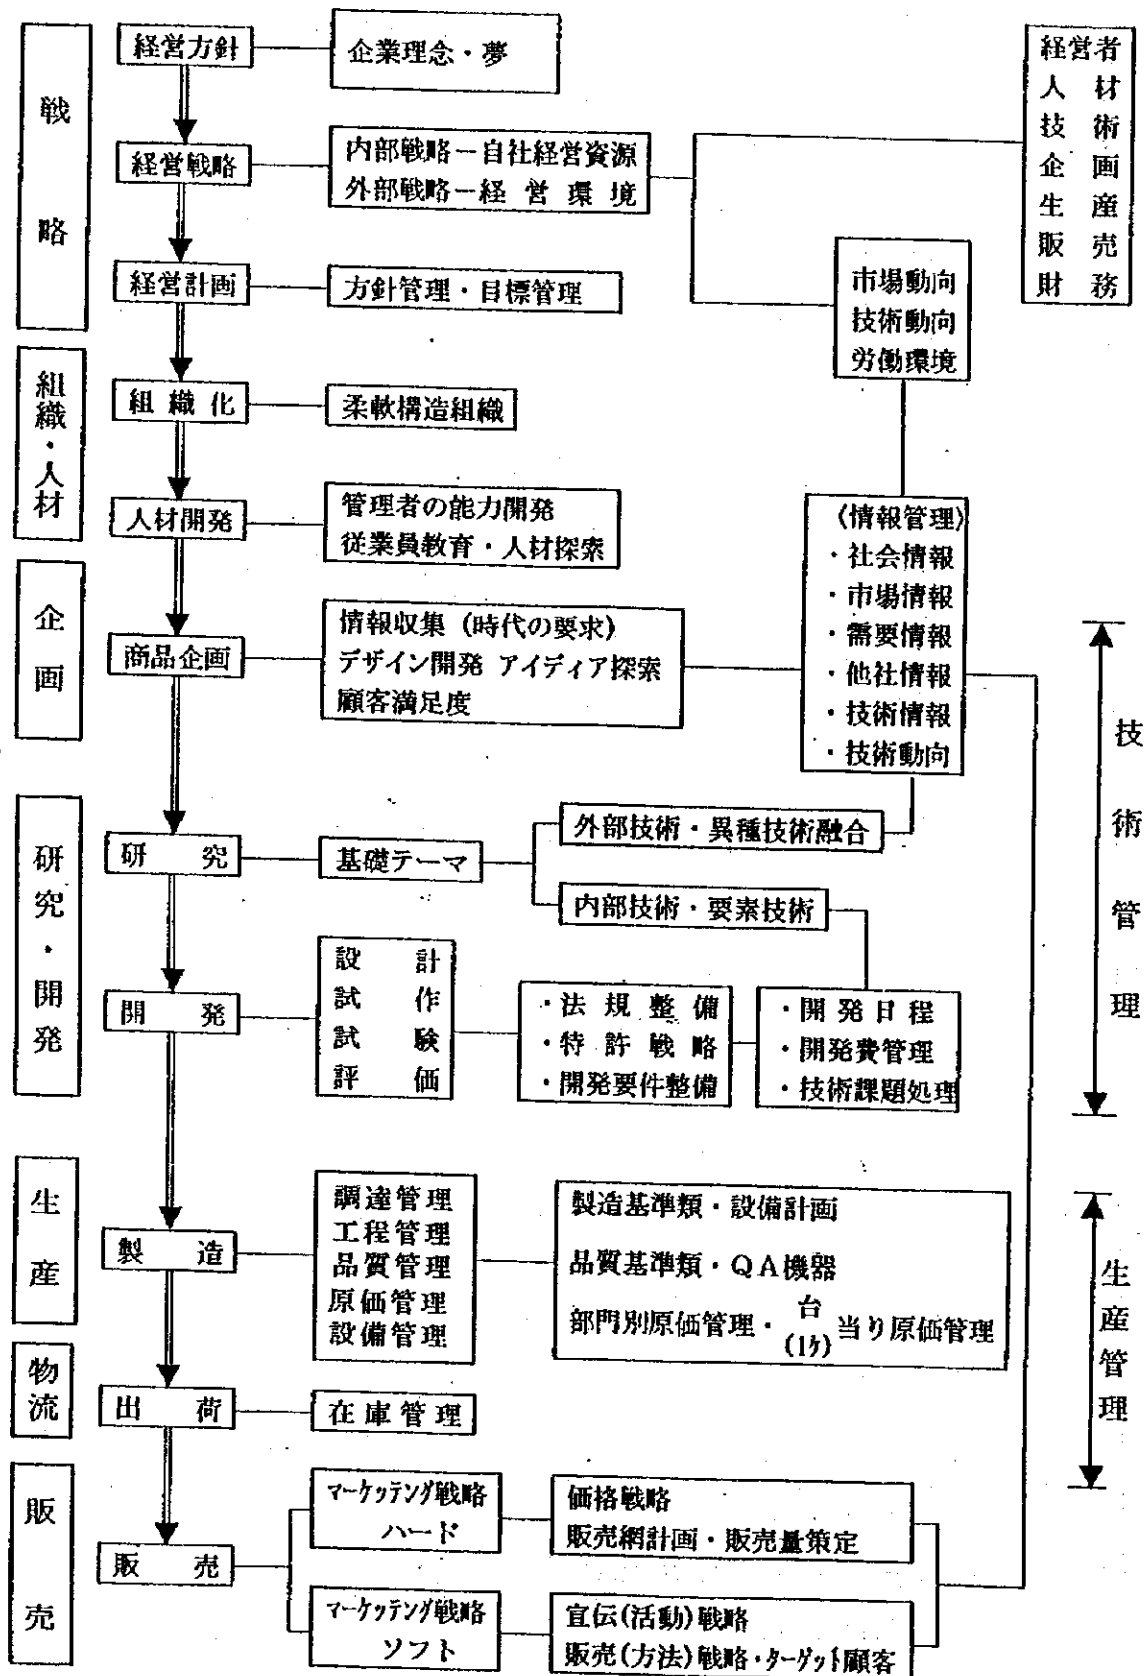 戦略
経営方針
企業理念・夢
経営戦略
内部戦略ー自社経営資源
外部戦略ー経営環境
経営者
人材
技術
企画
生産
販売
財務
経営計画
方針管理・目標管理
市場動向
技術動向
労働環境
組織・人材
組織化
柔軟構造組織
人材開発
管理者の能力開発
従業員教育・人材探索
〈情報管理〉
・社会情報
・市場情報
・需要情報
・他社情報
・技術情報
・技術動向
企画
商品企画
情報収集(時代の要求)
デザイン開発 アイディア探索
顧客満足度
技術管理
研究・開発
研究
基礎テーマ
外部技術・異種技術融合
内部技術・要素技術
開発
設計
試作
試験
評価
・法規整備
・特許戦略
・開発要件整備
・開発日程
・開発費管理
・技術課題処理
生産
製造
調達管理
工程管理
品質管理
原価管理
設備管理
製造基準類・設備計画
品質基準類・QA機器
部門別原価管理・台(1ケ)当り原価管理
生産管理
物流
出荷
在庫管理
販売
販売
マーケッテング戦略
ハード
価格戦略
販売網計画・販売量策定
マーケッテング戦略
ソフト
宣伝(活動)戦略
販売(方法)戦略・ターゲット顧客